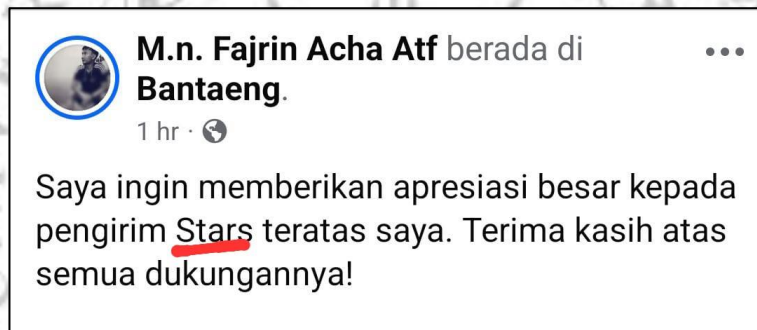 M.n. Fajrin Acha Atf berada di
Bantaeng.
1 hr ·
Saya ingin memberikan apresiasi besar kepada
pengirim Stars teratas saya. Terima kasih atas
semua dukungannya!